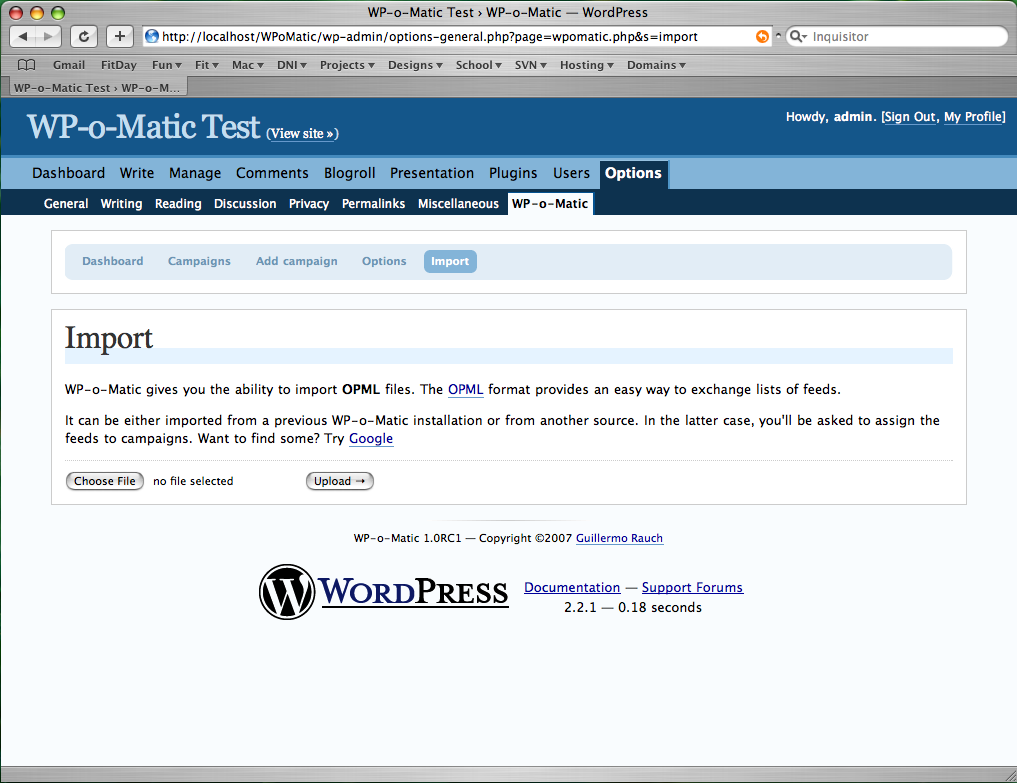 WP-o-Matic Test › WP-o-Matic — WordPress
http://localhost/WPoMatic/wp-admin/options-general.php?page=wpomatic.php&s=import
Inquisitor
Gmail FitDay Fun▼ Fit▼ Mac▼ DNI▼ Projects▼ Designs▼ School▼ SVN▼ Hosting▼ Domains▼
WP-o-Matic Test › WP-o-M...
WP-o-Matic Test (View site »)
Howdy, admin. [Sign Out, My Profile]
Dashboard Write Manage Comments Blogroll Presentation Plugins Users Options
General Writing Reading Discussion Privacy Permalinks Miscellaneous WP-o-Matic
Dashboard Campaigns Add campaign Options Import
Import
WP-o-Matic gives you the ability to import OPML files. The OPML format provides an easy way to exchange lists of feeds.
It can be either imported from a previous WP-o-Matic installation or from another source. In the latter case, you'll be asked to assign the
feeds to campaigns. Want to find some? Try Google
Choose File no file selected Upload →
WP-o-Matic 1.0RC1 — Copyright ©2007 Guillermo Rauch
WORDPRESS
Documentation — Support Forums
2.2.1 — 0.18 seconds